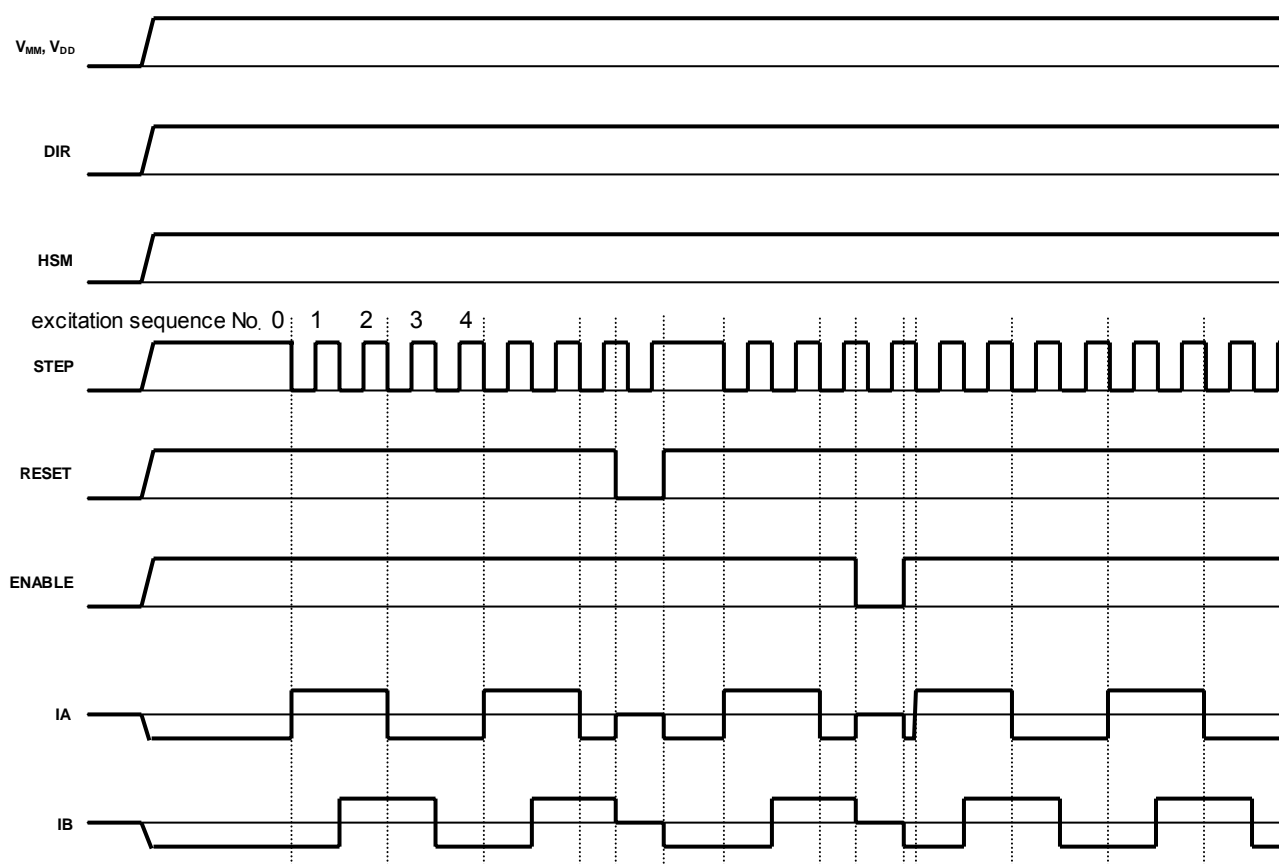 VMM, VDD
DIR
HSM
excitation sequence No. 0 1 2 3 4
STEP
RESET
ENABLE
IA
IB